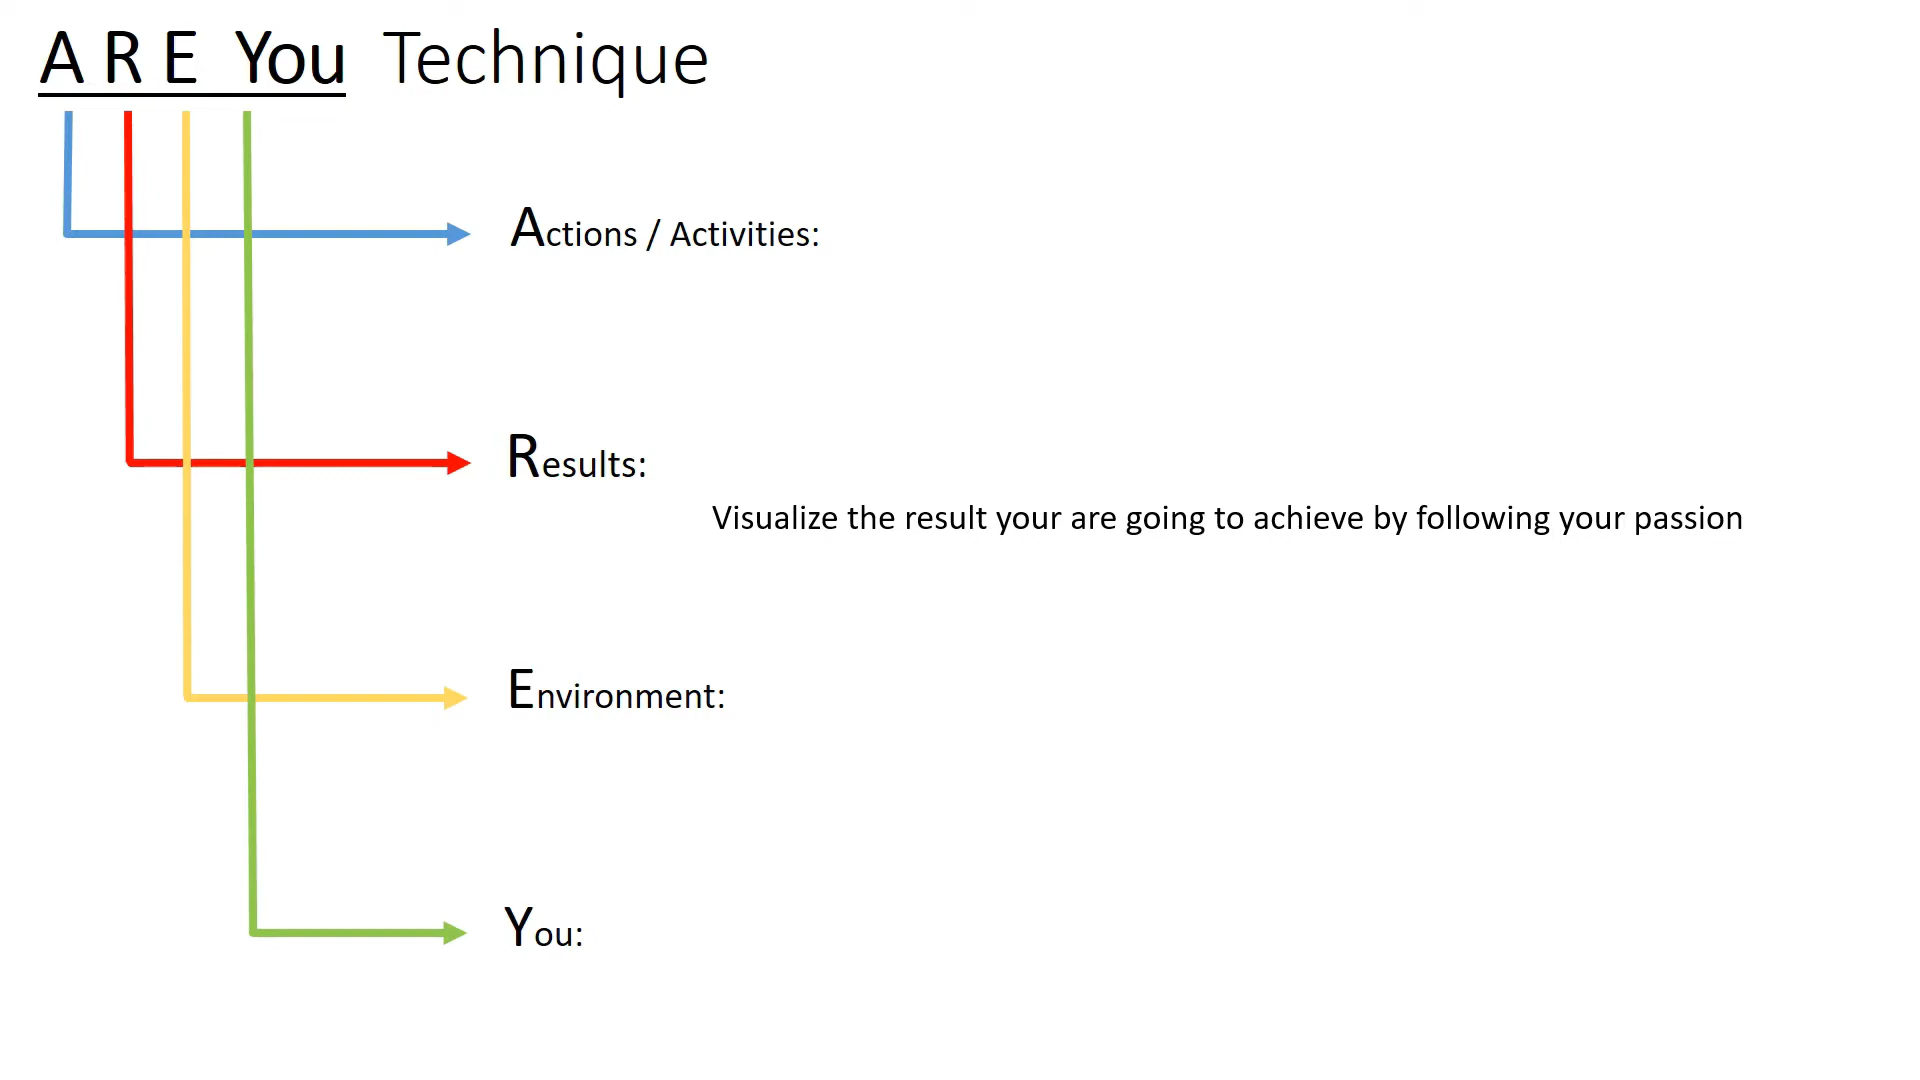 A R E You Technique
Actions / Activities:
Results:
Visualize the result your are going to achieve by following your passion
Environment:
You: